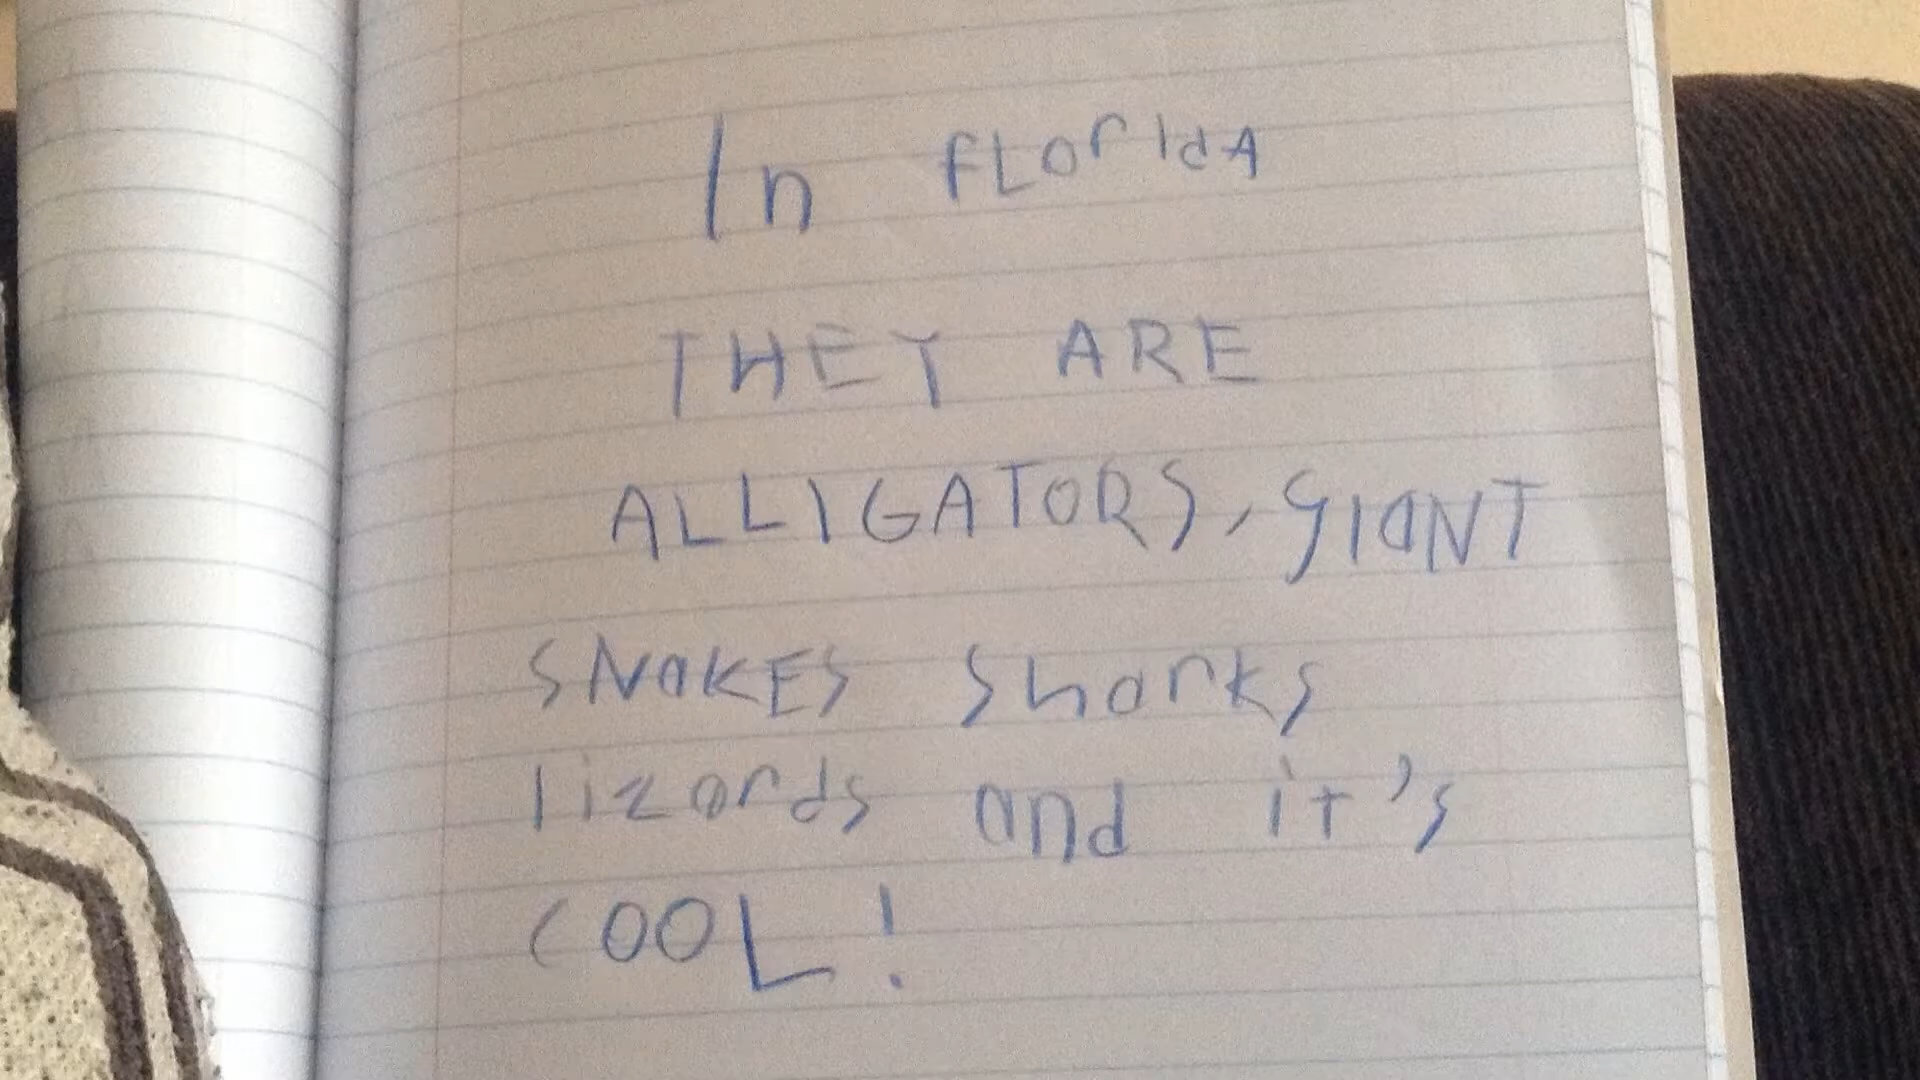 In fLorIdA
THEY ARE
ALLIGATORS, GIANT
SNAKES Sharks
lizards and iT's
COOL!